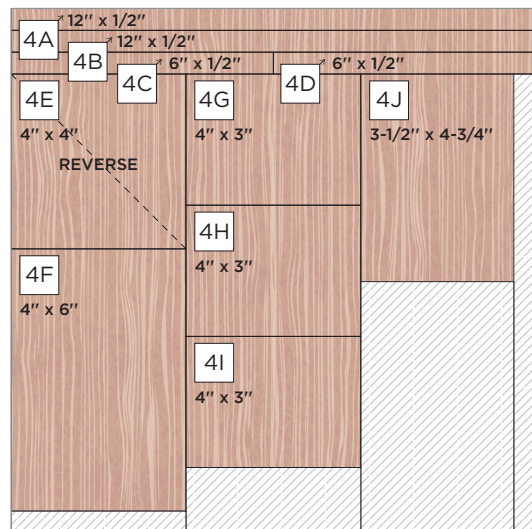 4A 12" x 1/2"
4B 12" x 1/2"
4C 6" x 1/2"
4D 6" x 1/2"
4E
4" x 4"
REVERSE
4F
4" x 6"
4G
4" x 3"
4H
4" x 3"
4I
4" x 3"
4J
3-1/2" x 4-3/4"